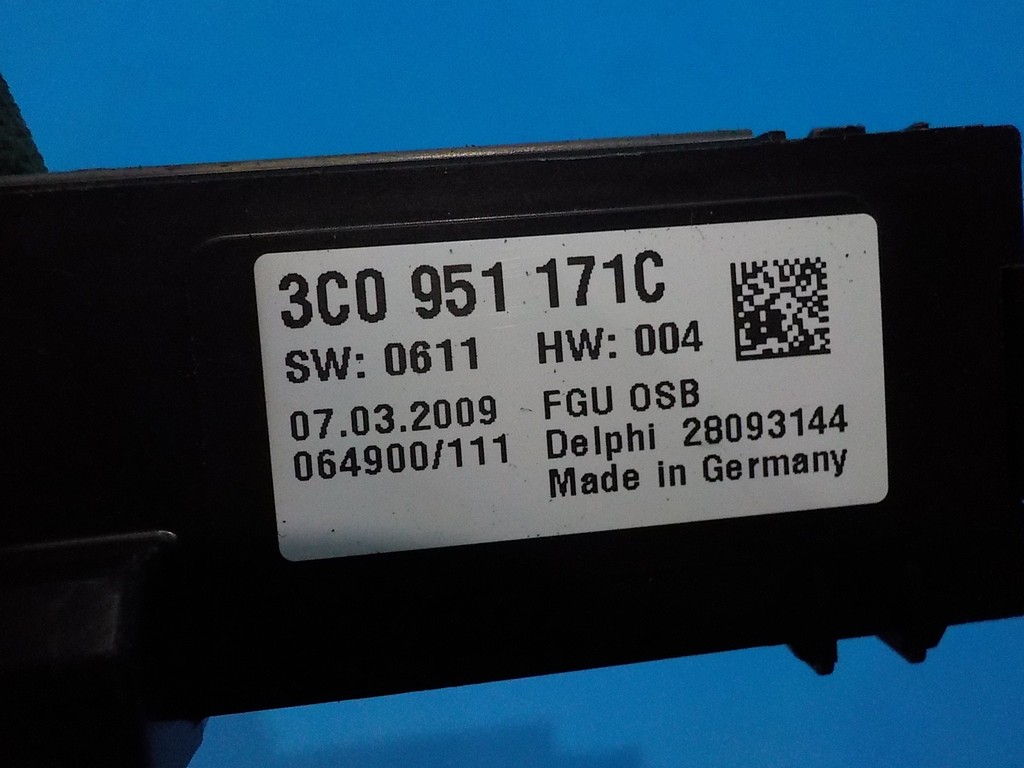 3C0 951 171C
SW: 0611 HW: 004
07.03.2009 FGU OSB
064900/111 Delphi 28093144
Made in Germany